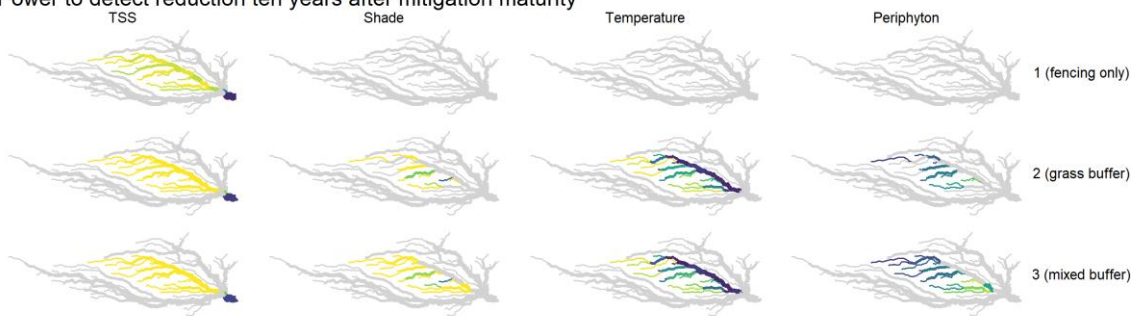 Power to detect reduction ten years after mitigation maturity
TSS Shade Temperature Periphyton
1 (fencing only)
2 (grass buffer)
3 (mixed buffer)